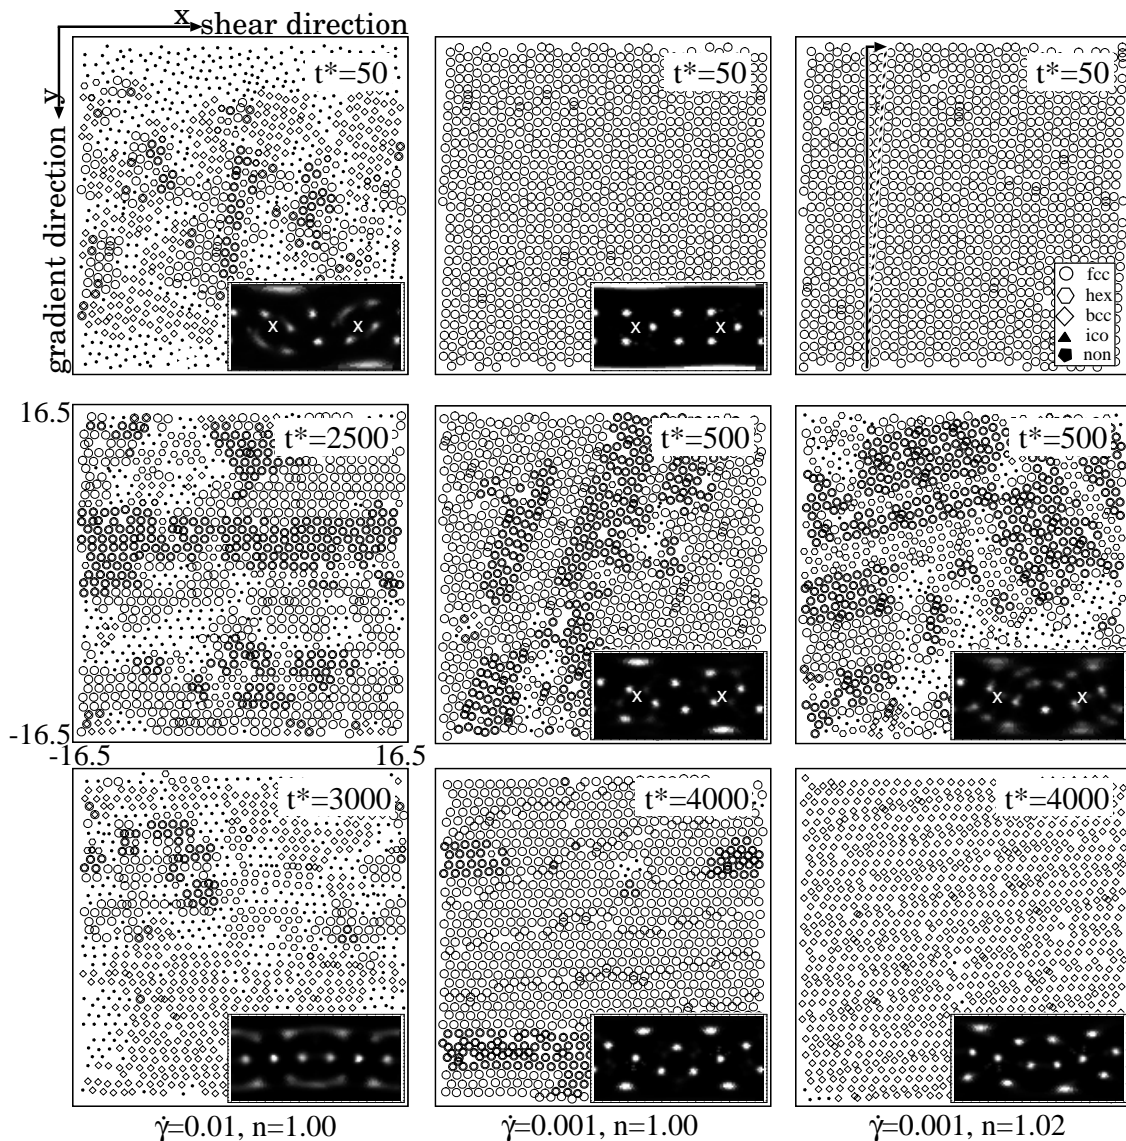 x
shear direction
y
gradient direction
t*=50
t*=50
t*=50
x
x
x
x
fcc
hex
bcc
ico
non
16.5
-16.5
-16.5
16.5
t*=2500
t*=500
t*=500
x
x
x
x
t*=3000
t*=4000
t*=4000
γ̇=0.01, n=1.00
γ̇=0.001, n=1.00
γ̇=0.001, n=1.02